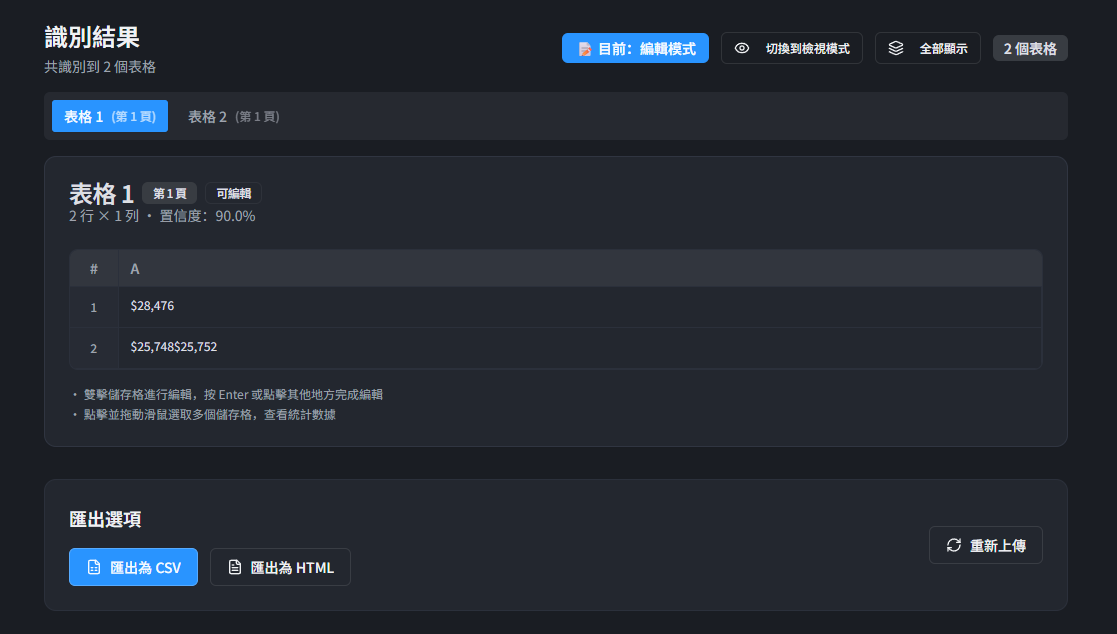 識別結果
共識別到 2 個表格
目前：編輯模式
切換到檢視模式
全部顯示
2 個表格
表格 1 (第 1 頁)
表格 2 (第 1 頁)
表格 1 第 1 頁 可編輯
2 行 × 1 列 • 置信度：90.0%
# A
1 $28,476
2 $25,748$25,752
• 雙擊儲存格進行編輯，按 Enter 或點擊其他地方完成編輯
• 點擊並拖動滑鼠選取多個儲存格，查看統計數據
匯出選項
匯出為 CSV
匯出為 HTML
重新上傳